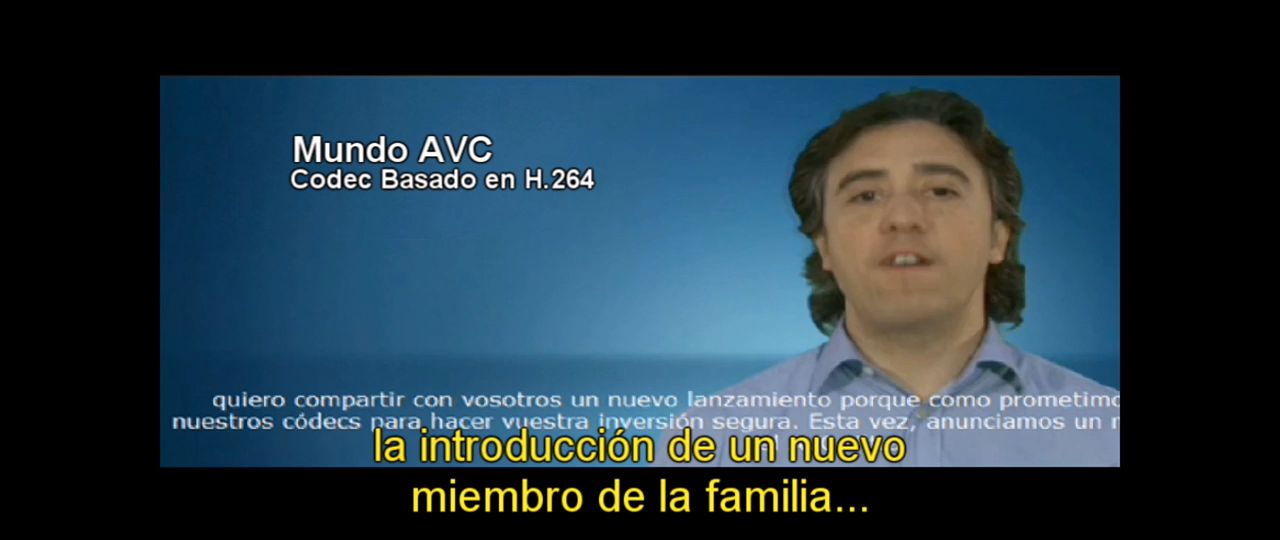 Mundo AVC
Codec Basado en H.264
quiero compartir con vosotros un nuevo lanzamiento porque como
nuestros códecs para hacer vuestra inversión segura. Esta vez, anunciamos un
la introducción de un nuevo
miembro de la familia...